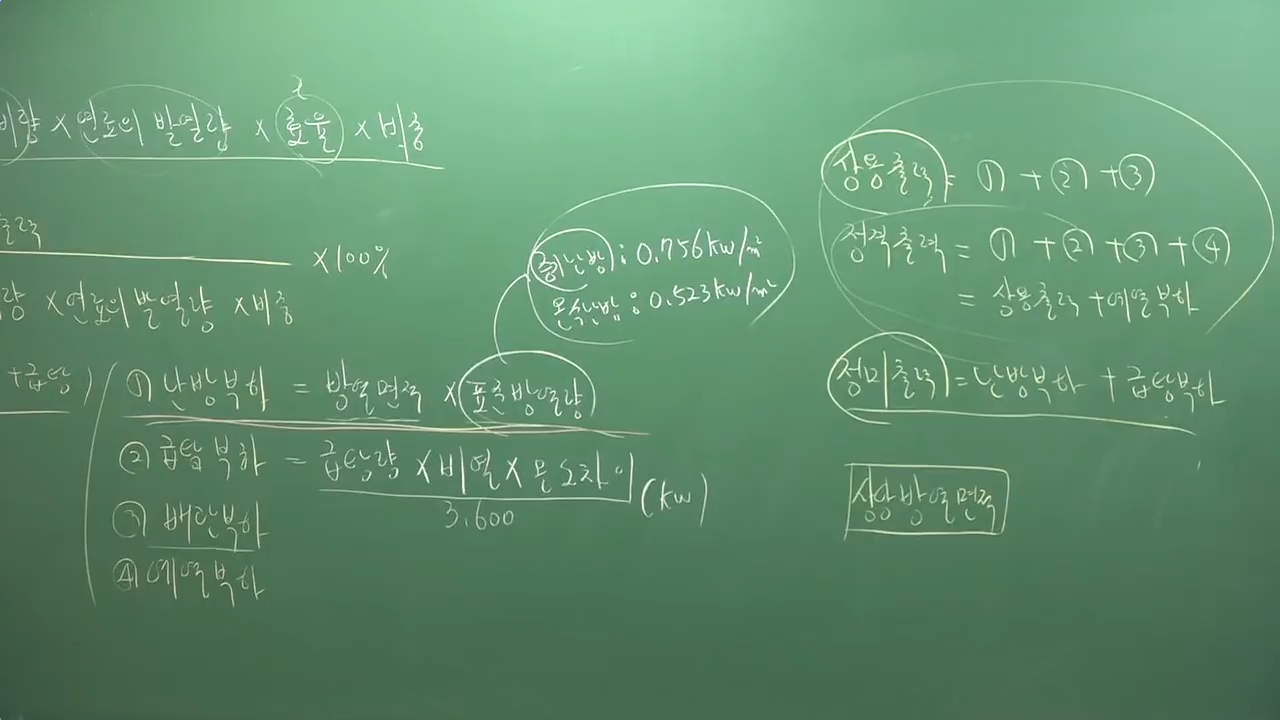 비량 × 연료의 발열량 × 효율 × 비중
출력
×100%
량 ×연료의 발열량 ×비중
+급탕)
증기난방 : 0.756kW/㎡
온수난방 : 0.523kW/㎡
① 난방부하 = 방열면적 × 표준방열량
② 급탕부하 = 급탕량 ×비열×온도차이 (kW)
3,600
③ 배관부하
④ 예열부하
상용출력 = ① + ② + ③
정격출력 = ① + ② + ③ + ④
= 상용출력 + 예열부하
정미출력 = 난방부하 + 급탕부하
상당방열면적